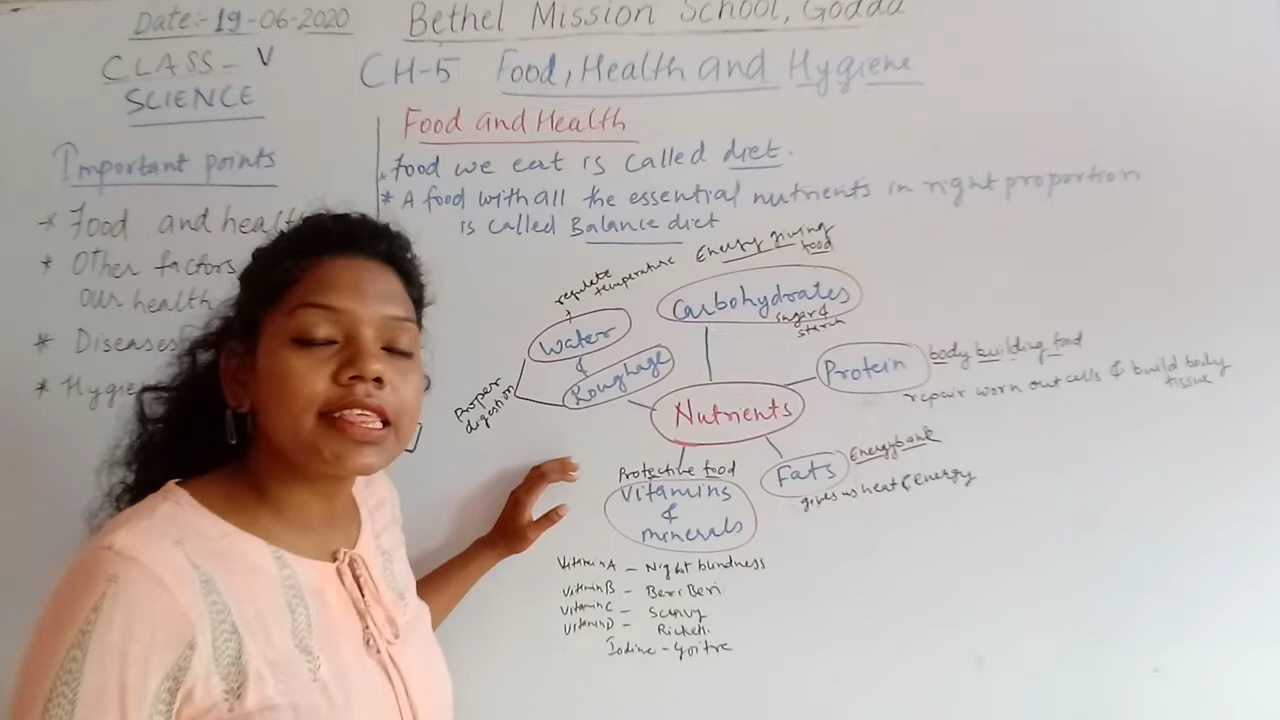 Date:- 19-06-2020
Bethel Mission School, Godda
CLASS - V
SCIENCE
CH-5 Food, Health and Hygiene
Important points
* Food and health
* Other factors
our health
* Diseases
* Hygiene
Food and Health
. Food we eat is called diet.
* A food with all the essential nutrients in right proportion
is called Balance diet
regulate temperature
Energy giving food
Carbohydrates
sugar & starch
Water
&
Roughage
Proper digestion
Nutrients
Protein
body building food
repair worn out cells & build body tissue
Fats
Energy bank
gives us heat & energy
Protective food
Vitamins
&
minerals
Vitamin A - Night blindness
Vitamin B - Beri Beri
Vitamin C - Scurvy
Vitamin D -
Iodine - Goitre